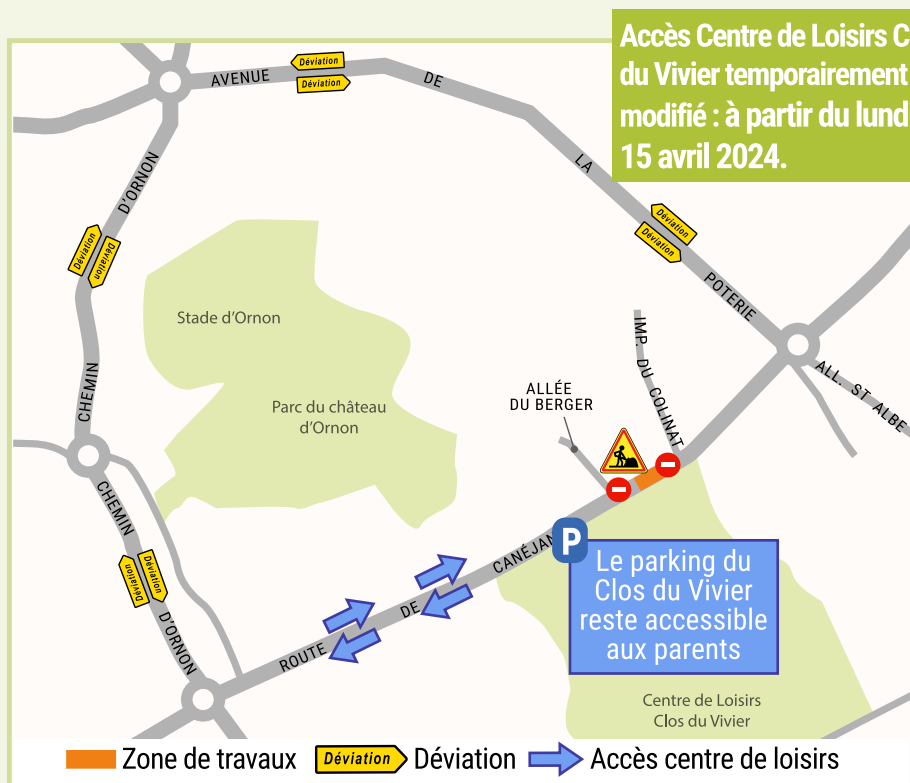 Accès Centre de Loisirs C
du Vivier temporairement
modifié : à partir du lund
15 avril 2024.
Déviation
Déviation
AVENUE
DE
LA
POTERIE
Déviation
Déviation
D'ORNON
Déviation
Déviation
CHEMIN
Stade d'Ornon
Parc du château
d'Ornon
IMP. DU COLINAT
ALLÉE
DU BERGER
ALL. ST ALBE
CHEMIN
D'ORNON
Déviation
Déviation
ROUTE
DE
CANÉJAN
P
Le parking du
Clos du Vivier
reste accessible
aux parents
Centre de Loisirs
Clos du Vivier
Zone de travaux
Déviation
Déviation
Accès centre de loisirs